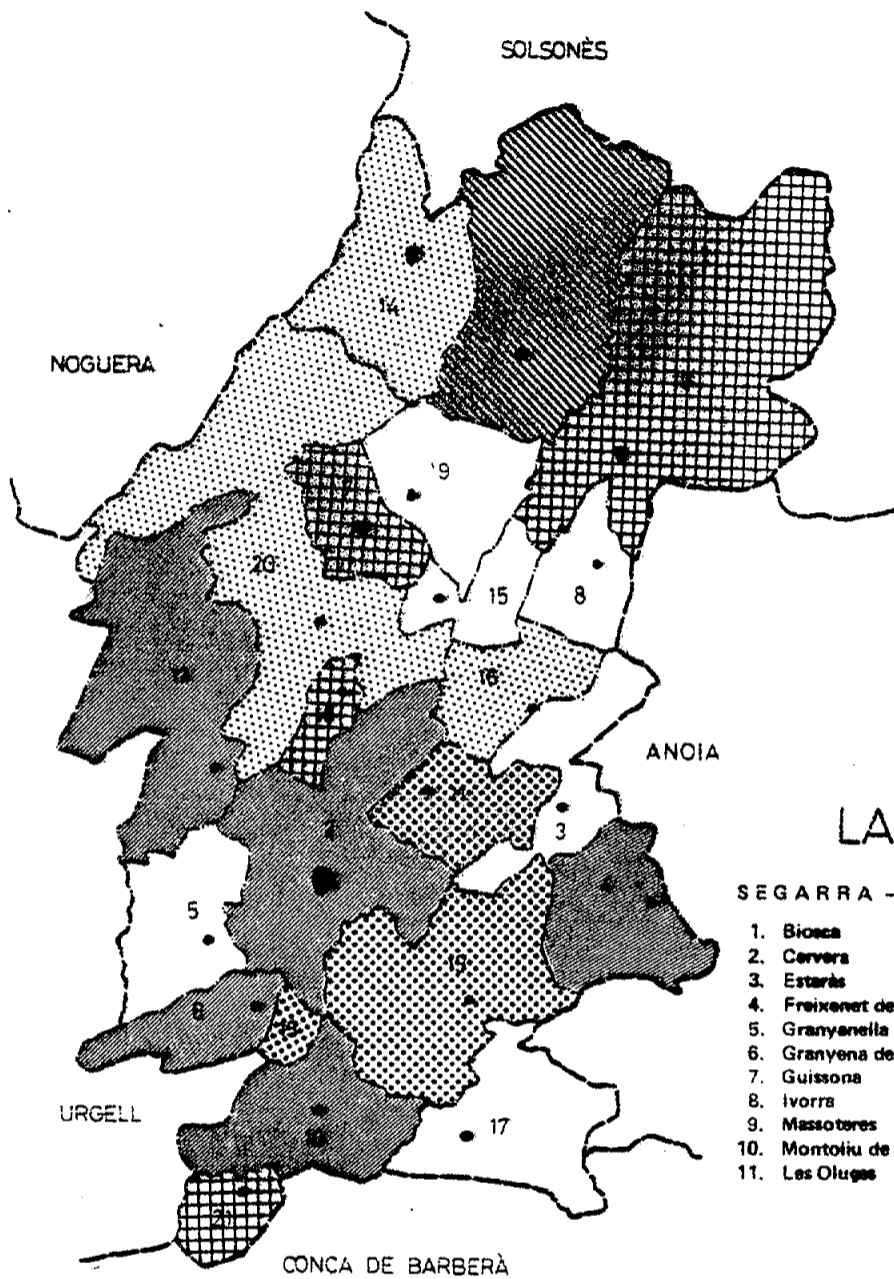 SOLSONÈS
14
NOGUERA
9
20
15
8
16
ANOIA
3
LA
SEGARRA –
1. Biosca
2. Cervera
3. Estaràs
4. Freixenet de
5. Granyanella
6. Granyena de
7. Guissona
8. Ivorra
9. Massoteres
10. Montoliu de
11. Les Oluges
5
19
6
18
URGELL
10
17
21
CONCA DE BARBERÀ